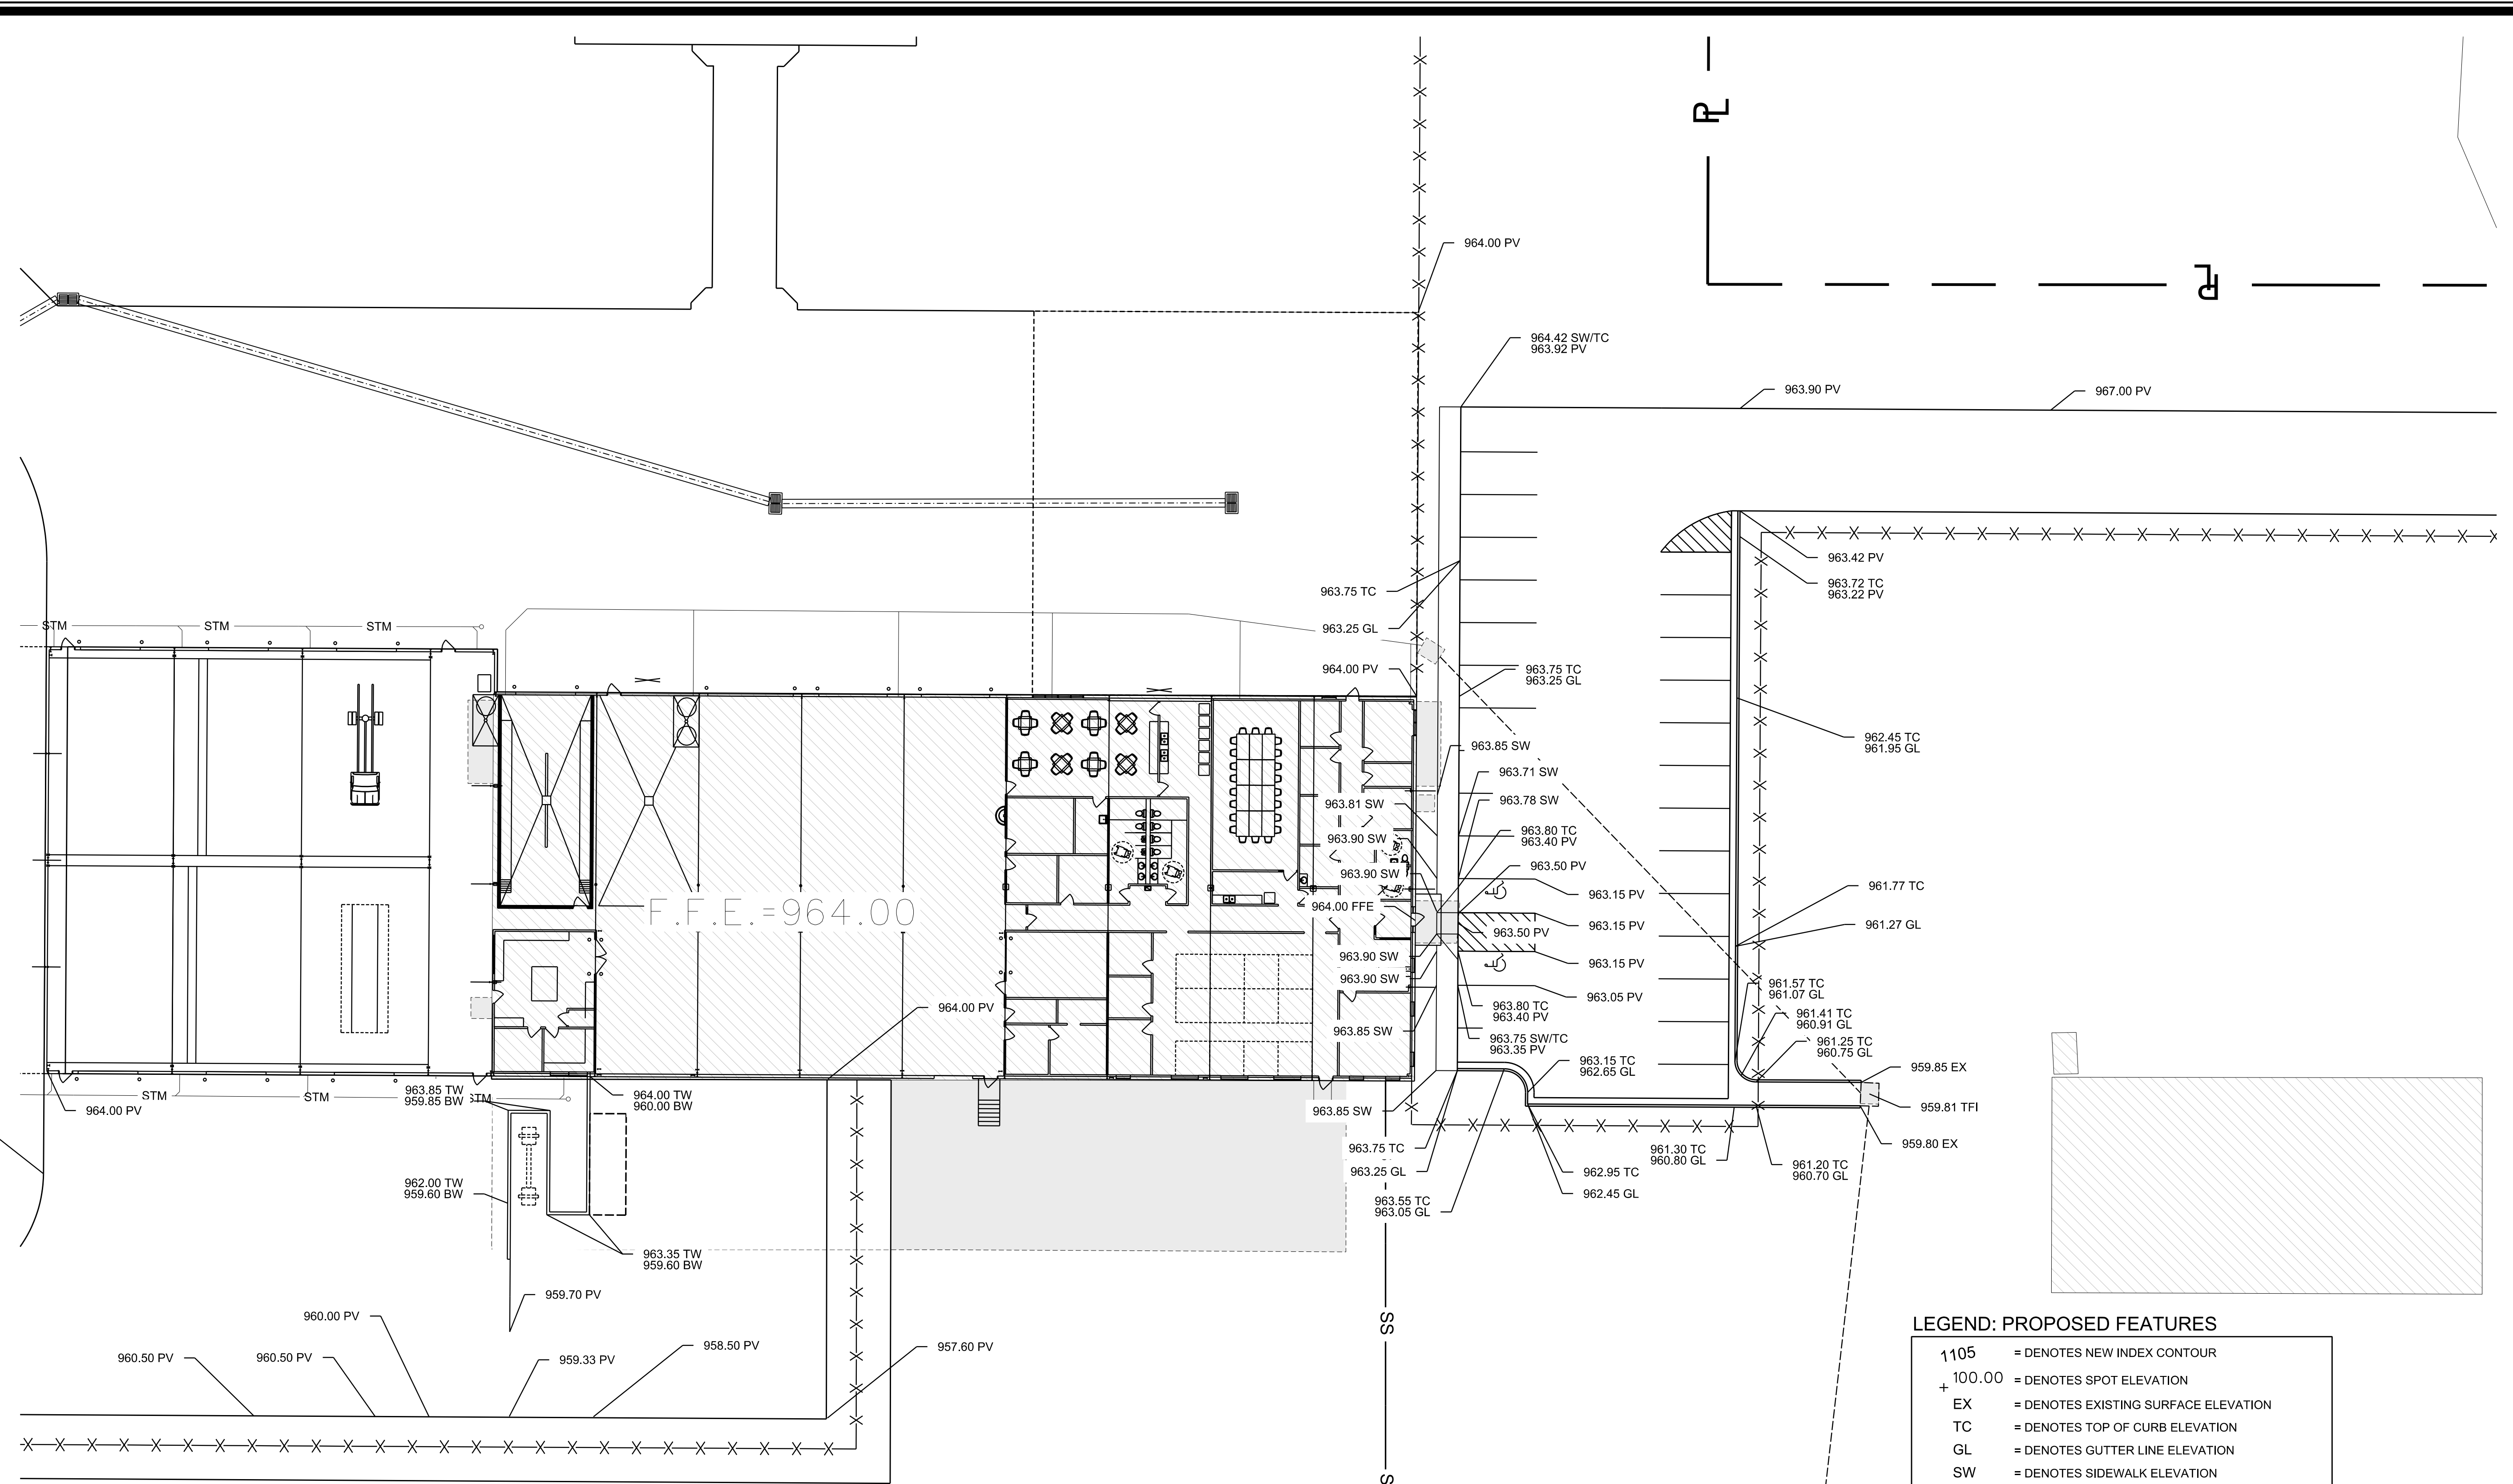 PL
PL
964.00 PV
964.42 SW/TC
963.92 PV
963.90 PV
967.00 PV
963.42 PV
963.72 TC
963.22 PV
963.75 TC
963.25 GL
STM
STM
STM
964.00 PV
963.75 TC
963.25 GL
962.45 TC
961.95 GL
963.85 SW
963.71 SW
963.78 SW
963.81 SW
963.80 TC
963.40 PV
963.90 SW
963.50 PV
963.90 SW
961.77 TC
963.15 PV
F.F.E.=964.00
964.00 FFE
963.15 PV
961.27 GL
963.50 PV
963.90 SW
963.15 PV
963.90 SW
961.57 TC
961.07 GL
963.05 PV
964.00 PV
963.80 TC
963.40 PV
961.41 TC
960.91 GL
963.85 SW
963.75 SW/TC
963.35 PV
961.25 TC
960.75 GL
963.15 TC
962.65 GL
959.85 EX
963.85 TW
959.85 BW
964.00 TW
960.00 BW
STM
STM
STM
964.00 PV
963.85 SW
959.81 TFI
963.75 TC
961.30 TC
960.80 GL
959.80 EX
963.25 GL
962.95 TC
961.20 TC
960.70 GL
962.00 TW
959.60 BW
962.45 GL
963.55 TC
963.05 GL
963.35 TW
959.60 BW
959.70 PV
960.00 PV
SS
960.50 PV
960.50 PV
959.33 PV
958.50 PV
957.60 PV
LEGEND: PROPOSED FEATURES
1105 = DENOTES NEW INDEX CONTOUR
+ 100.00 = DENOTES SPOT ELEVATION
EX = DENOTES EXISTING SURFACE ELEVATION
TC = DENOTES TOP OF CURB ELEVATION
GL = DENOTES GUTTER LINE ELEVATION
SW = DENOTES SIDEWALK ELEVATION